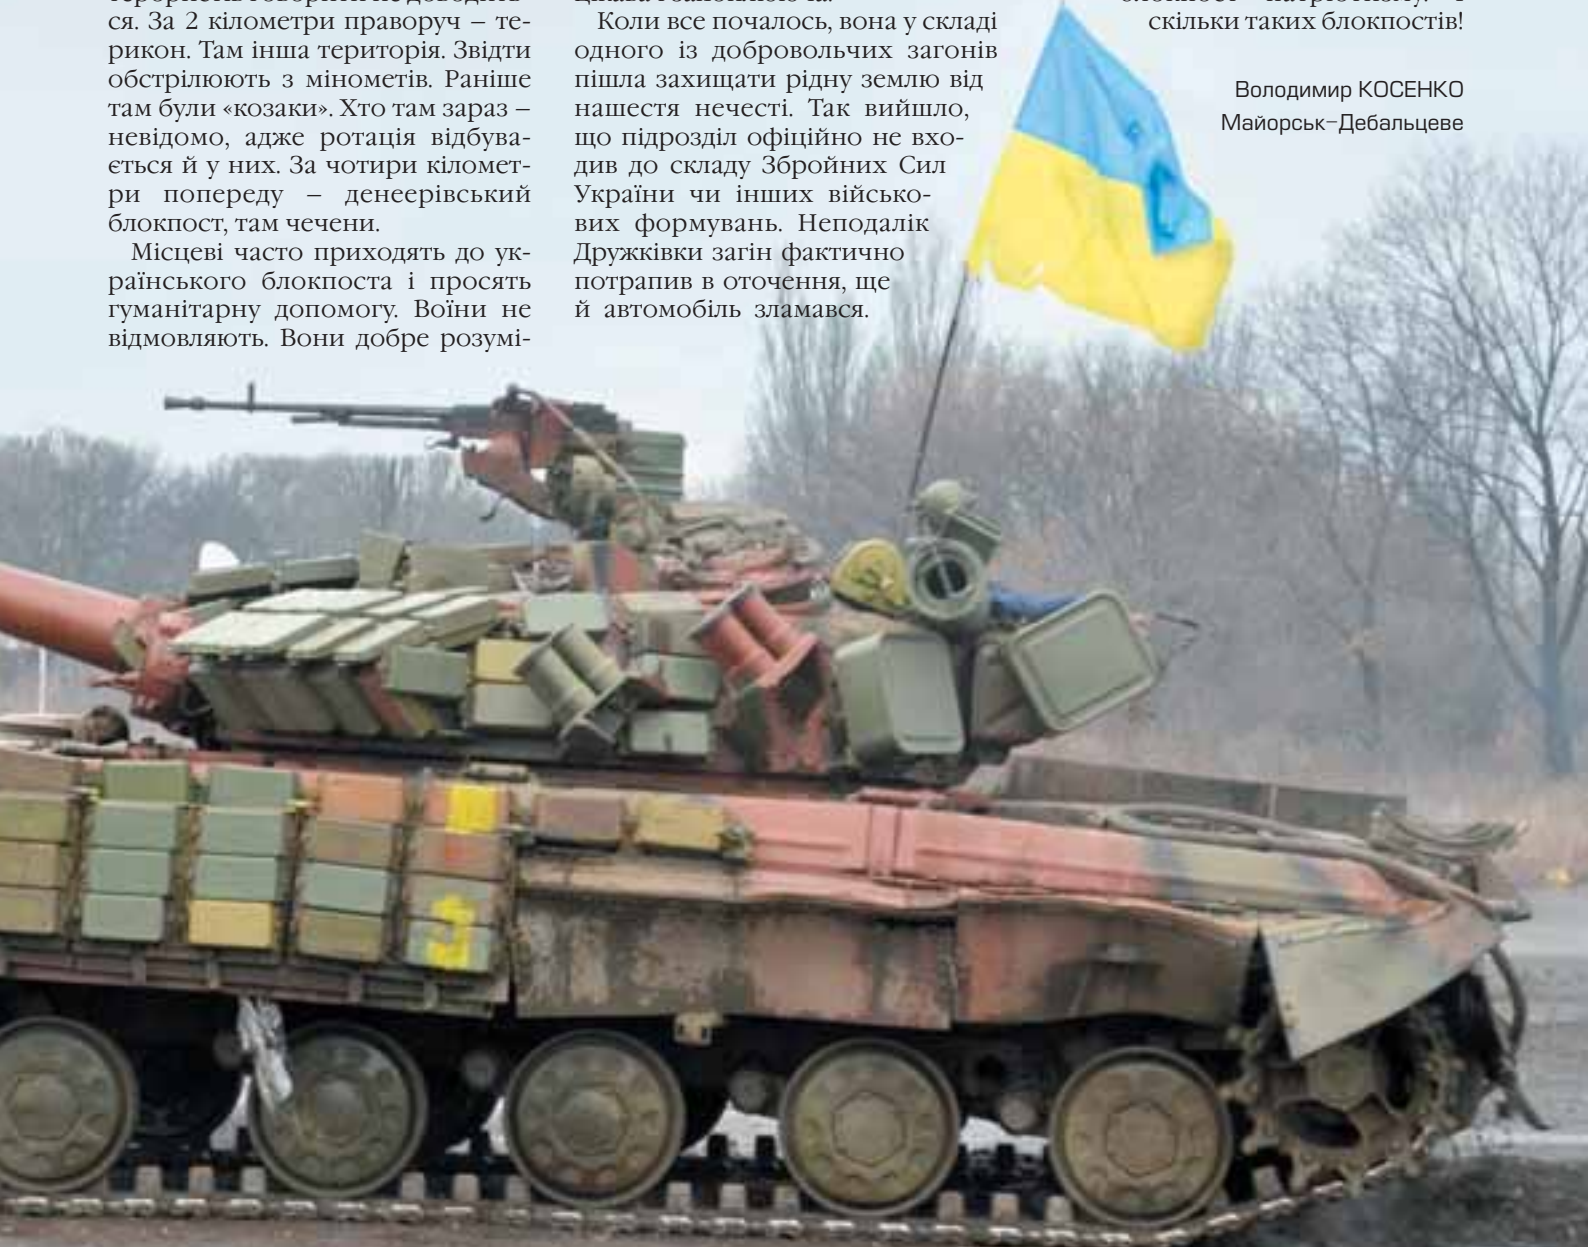 ся. За 2 кілометри праворуч – те-
рикон. Там інша територія. Звідти
обстрілюють з мінометів. Раніше
там були «козаки». Хто там зараз –
невідомо, адже ротація відбува-
ється й у них. За чотири кіломет-
ри попереду – денеерівський
блокпост, там чечени.
Місцеві часто приходять до ук-
раїнського блокпоста і просять
гуманітарну допомогу. Воїни не
відмовляють. Вони добре розумі-
Коли все почалось, вона у складі
одного із добровольчих загонів
пішла захищати рідну землю від
нашестя нечесті. Так вийшло,
що підрозділ офіційно не вхо-
див до складу Збройних Сил
України чи інших військо-
вих формувань. Неподалік
Дружківки загін фактично
потрапив в оточення, ще
й автомобіль зламався.
скільки таких блокпостів!
Володимир КОСЕНКО
Майорськ–Дебальцеве